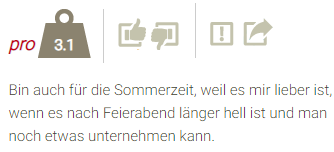 pro 3.1
Bin auch für die Sommerzeit, weil es mir lieber ist,
wenn es nach Feierabend länger hell ist und man
noch etwas unternehmen kann.